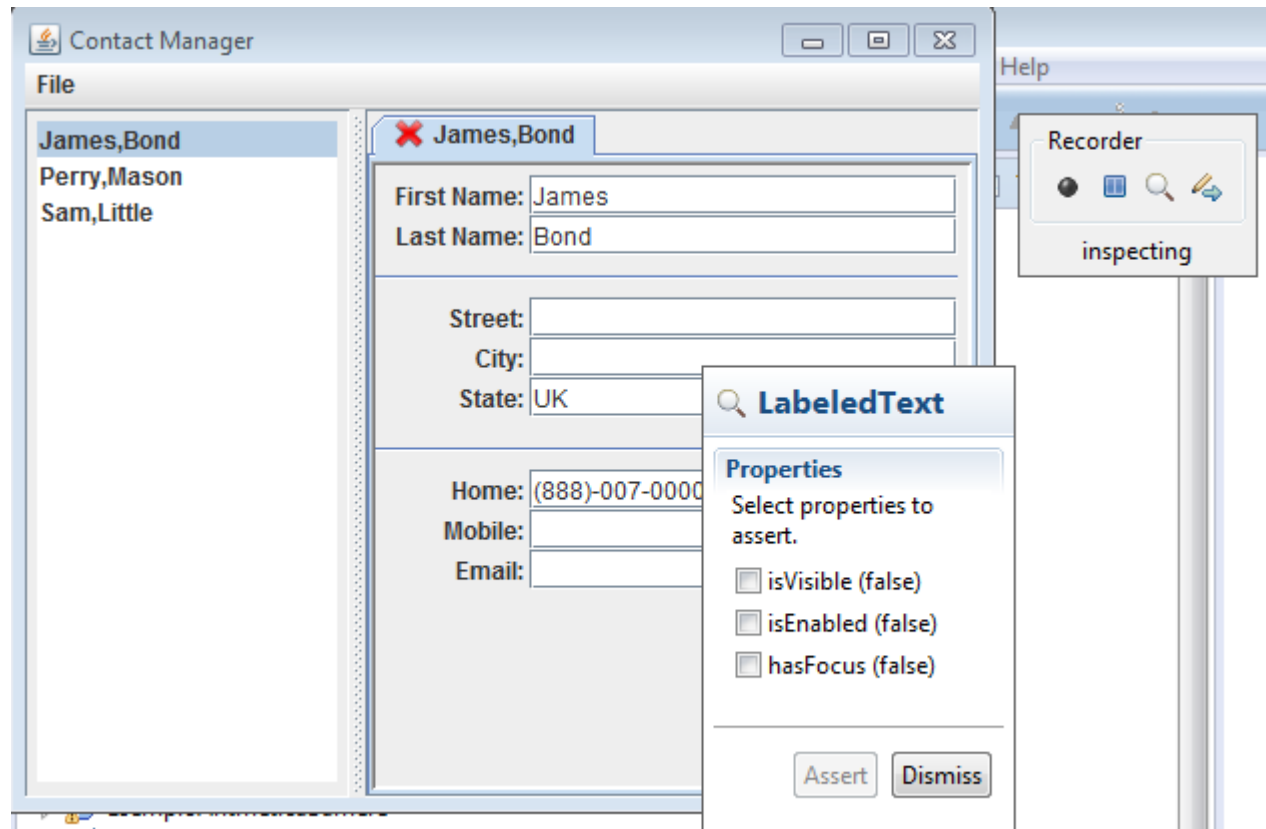 Contact Manager
Help
File
James,Bond
Perry,Mason
Sam,Little
James,Bond
First Name: James
Last Name: Bond
Street:
City:
State: UK
Home: (888)-007-0000
Mobile:
Email:
Recorder
inspecting
LabeledText
Properties
Select properties to
assert.
isVisible (false)
isEnabled (false)
hasFocus (false)
Assert Dismiss